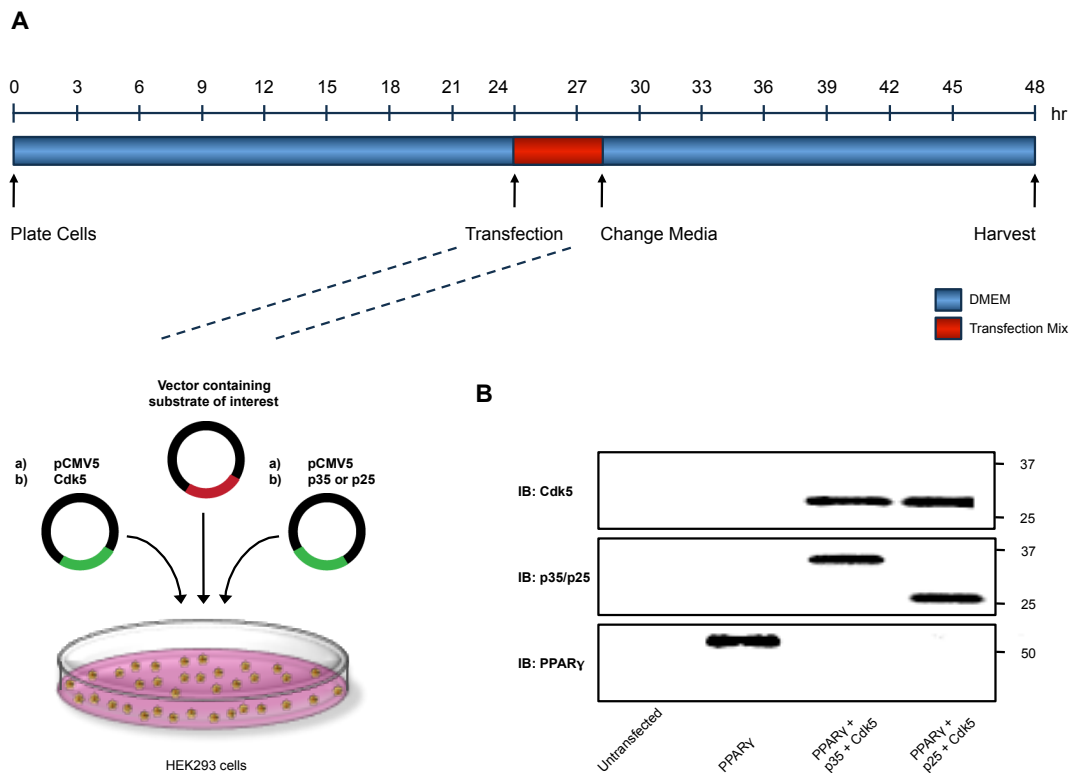 A
0 3 6 9 12 15 18 21 24 27 30 33 36 39 42 45 48
hr
Plate Cells Transfection Change Media Harvest
DMEM
Transfection Mix
Vector containing
substrate of interest
a) pCMV5
b) Cdk5
a) pCMV5
b) p35 or p25
HEK293 cells
B
IB: Cdk5
37
25
IB: p35/p25
37
25
IB: PPARγ
50
Untransfected
PPARγ
PPARγ +
p35 + Cdk5
PPARγ +
p25 + Cdk5